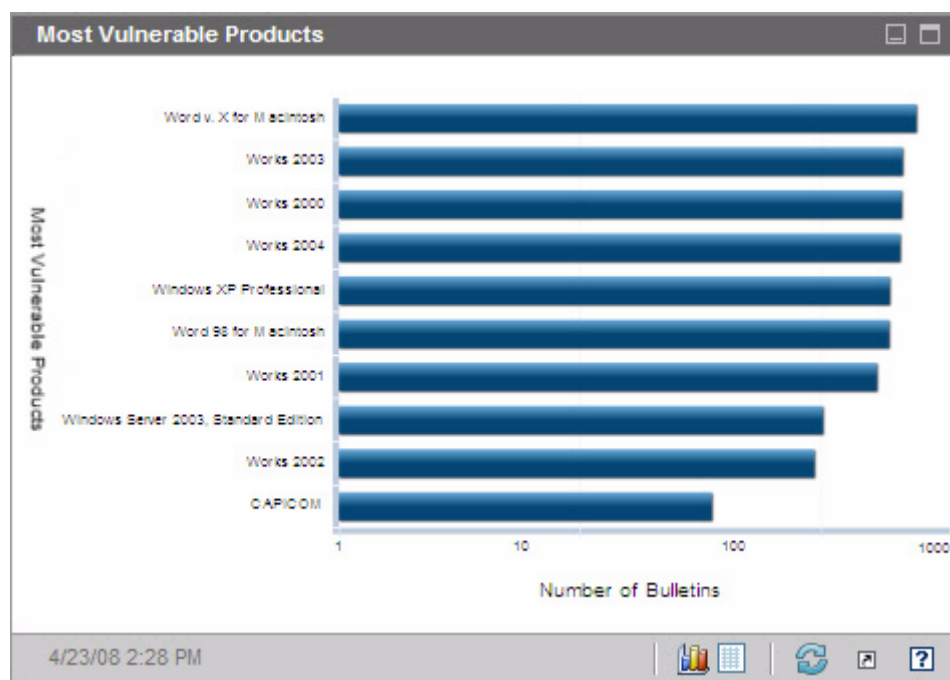 Most Vulnerable Products
Most Vulnerable Products
Word v. X for Macintosh
Works 2003
Works 2000
Works 2004
Windows XP Professional
Word 98 for Macintosh
Works 2001
Windows Server 2003, Standard Edition
Works 2002
CAPICOM
1 10 100 1000
Number of Bulletins
4/23/08 2:28 PM
?